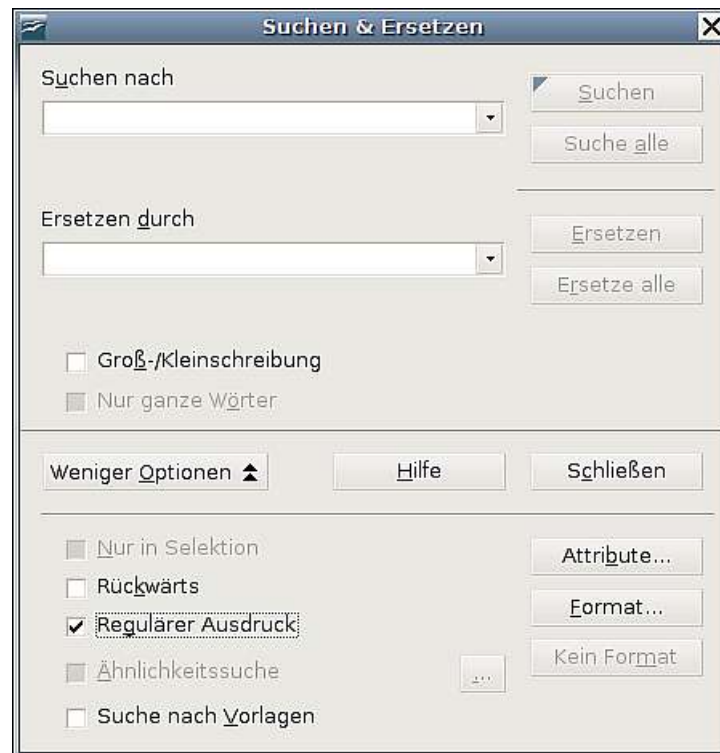 Suchen & Ersetzen
Suchen nach
Suchen
Suche alle
Ersetzen durch
Ersetzen
Ersetze alle
Groß-/Kleinschreibung
Nur ganze Wörter
Weniger Optionen
Hilfe
Schließen
Nur in Selektion
Attribute...
Rückwärts
Format...
Regulärer Ausdruck
Kein Format
Ähnlichkeitssuche
...
Suche nach Vorlagen